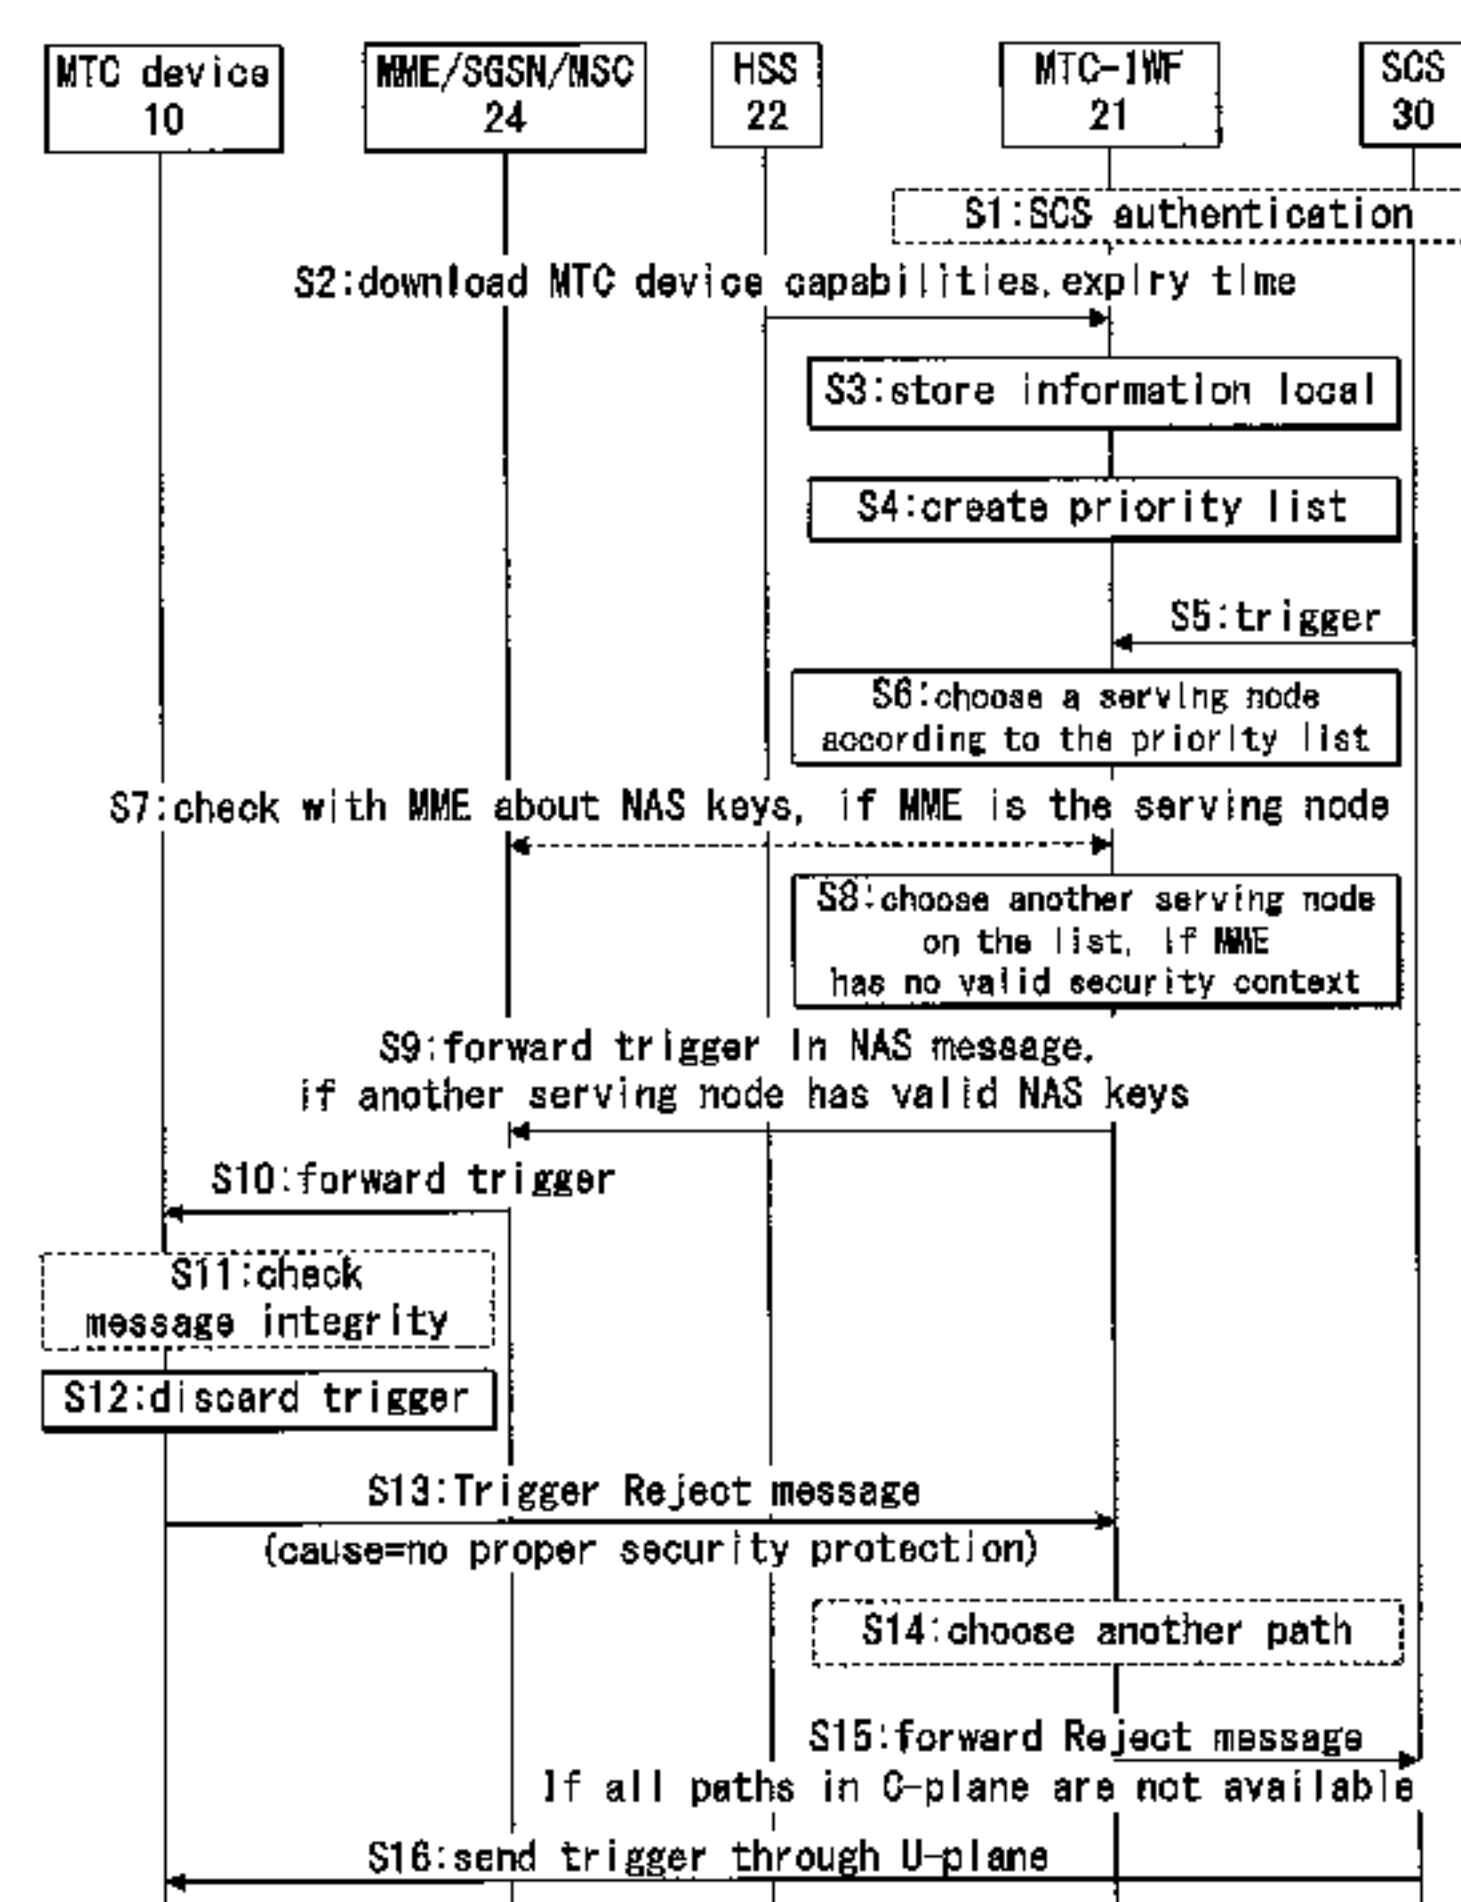 MTC device
10
MME/SGSN/MSC
24
HSS
22
MTC-IWF
21
SCS
30
S1:SCS authentication
S2:download MTC device capabilities,expiry time
S3:store information local
S4:create priority list
S5:trigger
S6:choose a serving node
according to the priority list
S7:check with MME about NAS keys, if MME is the serving node
S8:choose another serving node
on the list, if MME
has no valid security context
S9:forward trigger in NAS message,
if another serving node has valid NAS keys
S10:forward trigger
S11:check
message integrity
S12:discard trigger
S13:Trigger Reject message
(cause=no proper security protection)
S14:choose another path
S15:forward Reject message
If all paths in C-plane are not available
S16:send trigger through U-plane